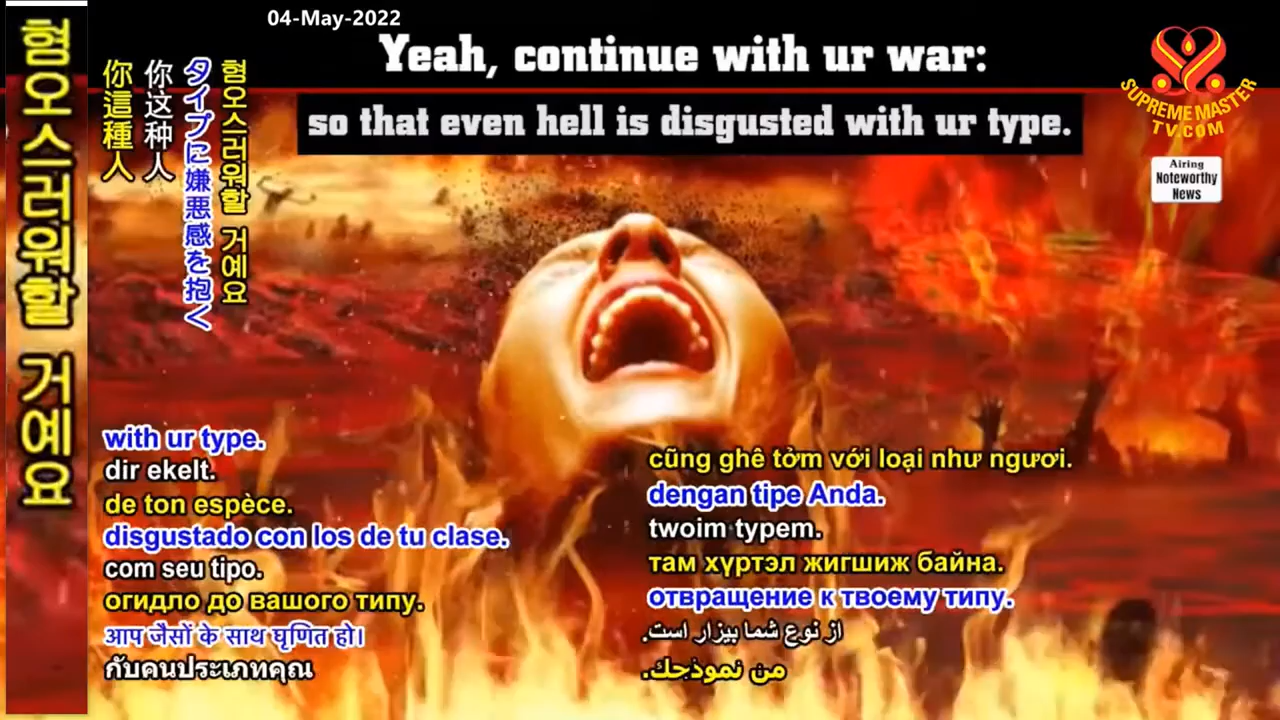 04-May-2022
Yeah, continue with ur war:
so that even hell is disgusted with ur type.
SUPREME MASTER
TV.COM
Airing
Noteworthy
News
혐오스러워할 거예요
你這種人
你这种人
タイプに嫌悪感を抱く
혐오스러워할 거예요
with ur type.
dir ekelt.
de ton espèce.
disgustado con los de tu clase.
com seu tipo.
огидло до вашого типу.
आप जैसों के साथ घृणित हो।
กับคนประเภทคุณ
cũng ghê tởm với loại như ngươi.
dengan tipe Anda.
twoim typem.
там хүртэл жигшиж байна.
отвращение к твоему типу.
از نوع شما بیزار است.
من نموذجك.